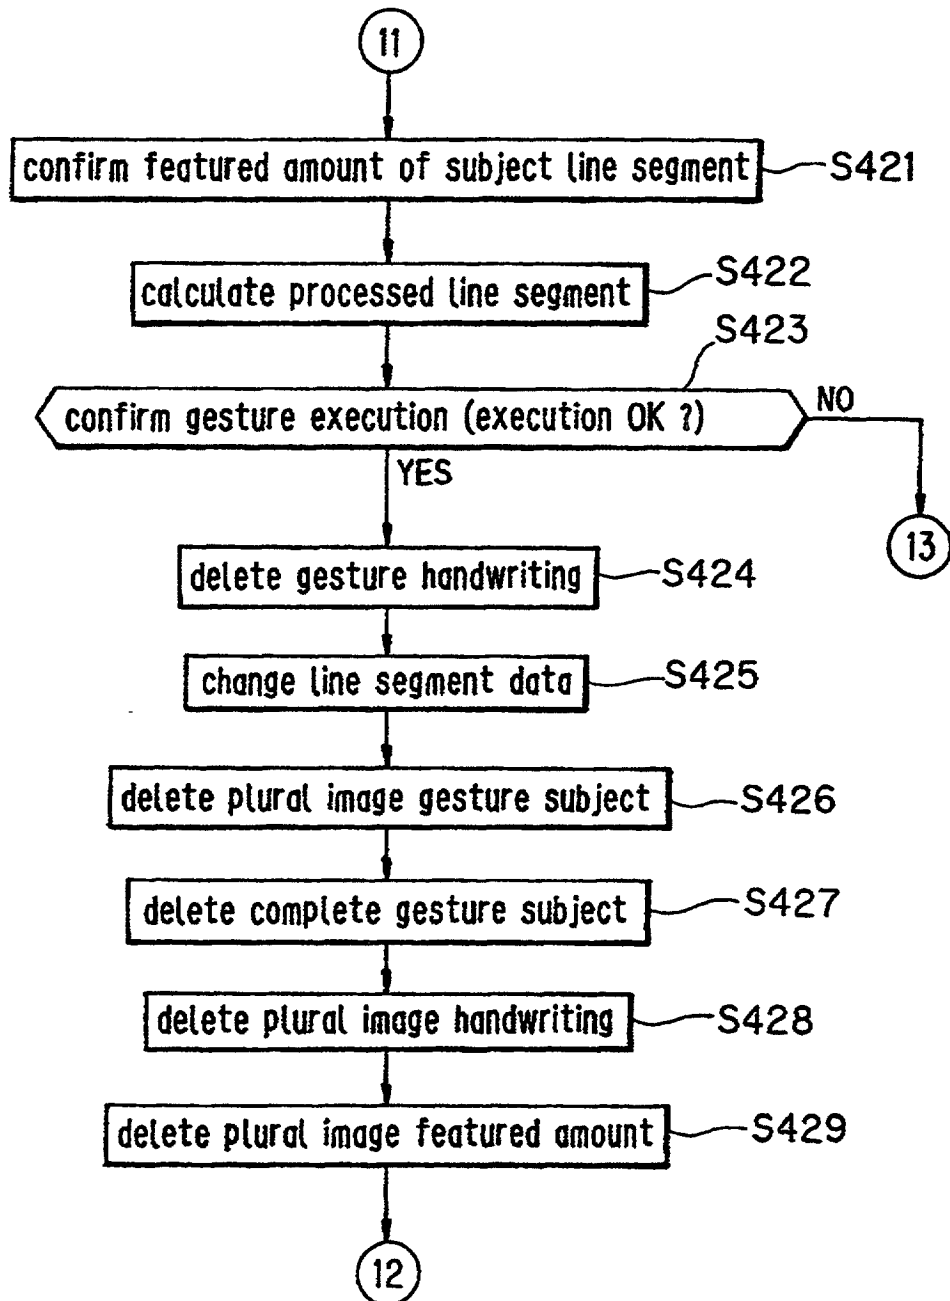 11
confirm featured amount of subject line segment
S421
calculate processed line segment
S422
S423
confirm gesture execution (execution OK ?)
NO
YES
13
delete gesture handwriting
S424
change line segment data
S425
delete plural image gesture subject
S426
delete complete gesture subject
S427
delete plural image handwriting
S428
delete plural image featured amount
S429
12